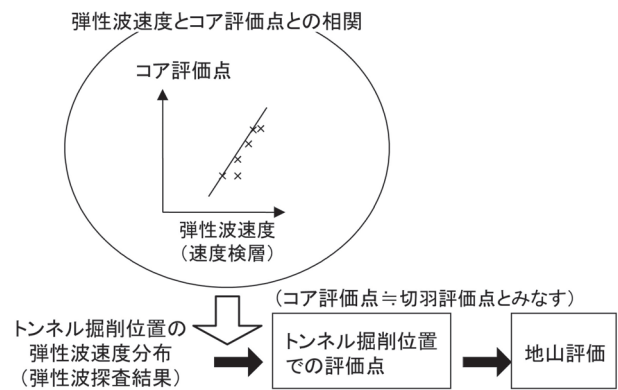 弾性波速度とコア評価点との相関
コア評価点
弾性波速度
（速度検層）
（コア評価点≒切羽評価点とみなす）
トンネル掘削位置の
弾性波速度分布
（弾性波探査結果）
トンネル掘削位置
での評価点
地山評価